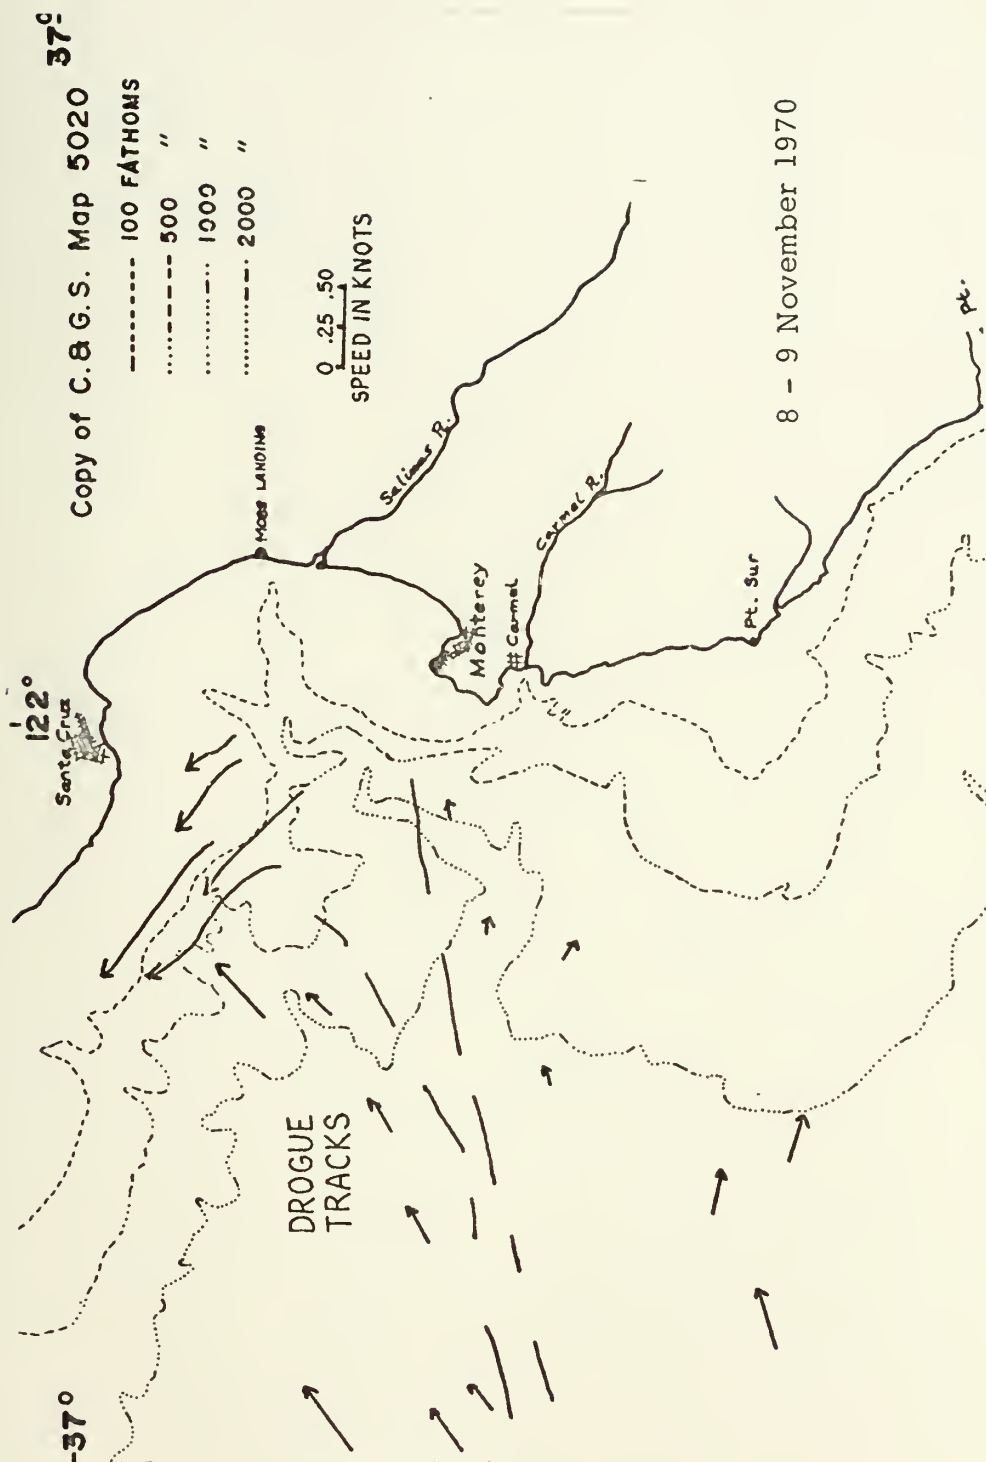 Copy of C. & G. S. Map 5020
37°
100 FATHOMS
500 "
1000 "
2000 "
0 .25 .50
SPEED IN KNOTS
122°
Santa Cruz
MOSS LANDING
Salinas R.
Monterey
Carmel
Carmel R.
Pt. Sur
Pt.
8 - 9 November 1970
DROGUE
TRACKS
37°